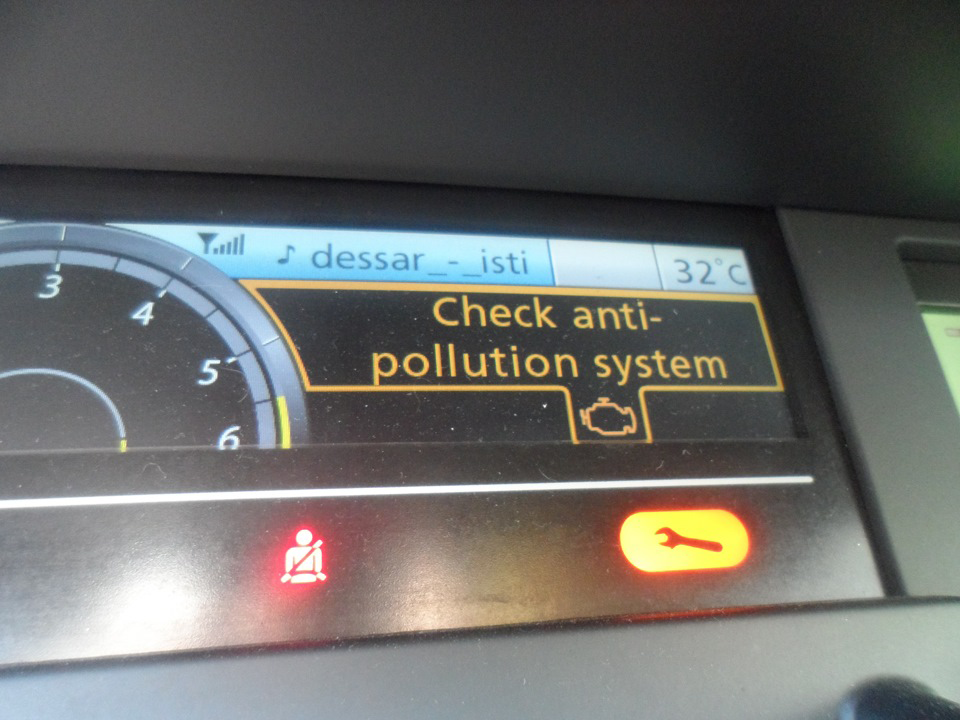 dessar_-_isti
32°C
Check anti-
pollution system
3
4
5
6